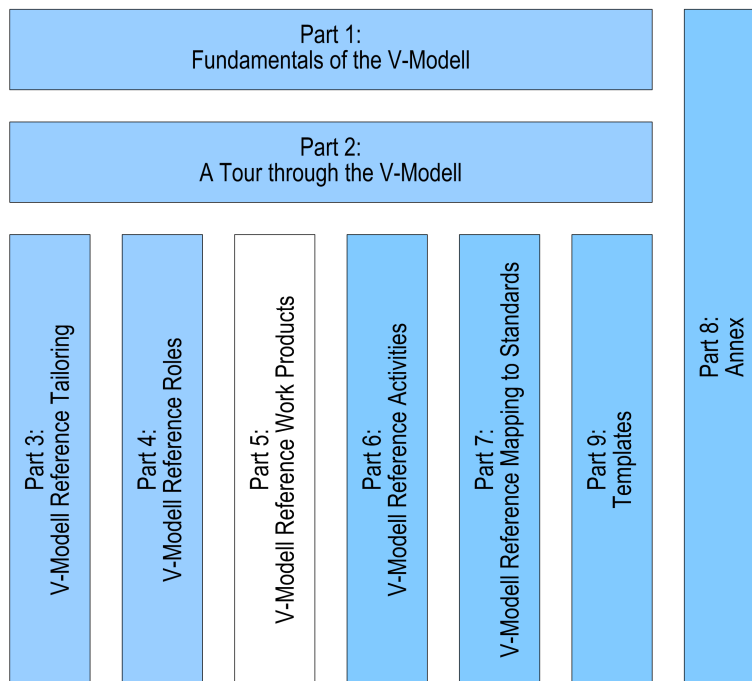 Part 1:
Fundamentals of the V-Modell
Part 2:
A Tour through the V-Modell
Part 3:
V-Modell Reference Tailoring
Part 4:
V-Modell Reference Roles
Part 5:
V-Modell Reference Work Products
Part 6:
V-Modell Reference Activities
Part 7:
V-Modell Reference Mapping to Standards
Part 9:
Templates
Part 8:
Annex